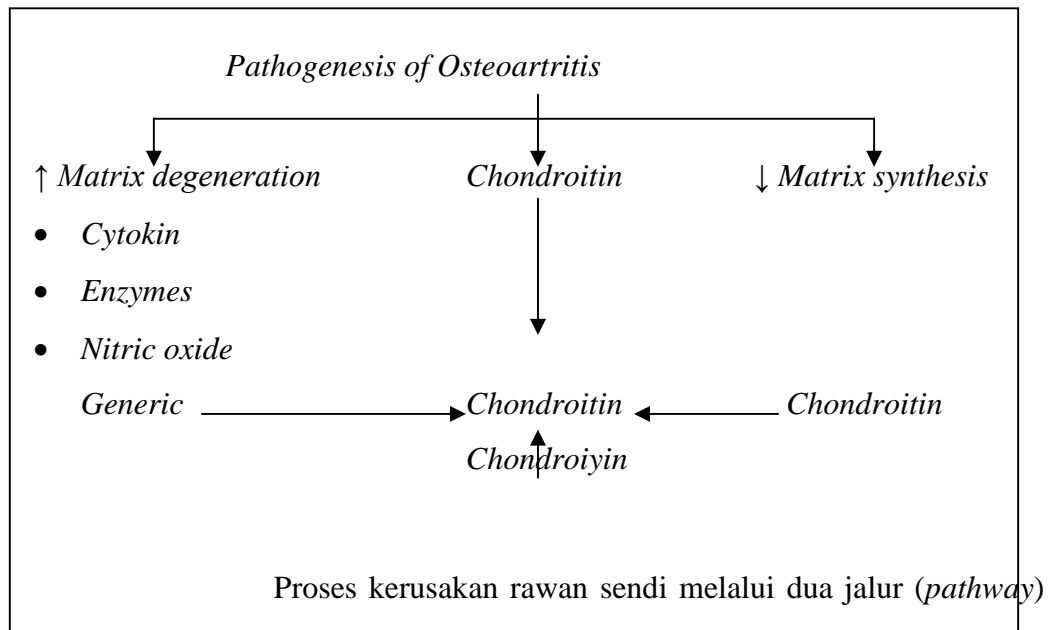 Pathogenesis of Osteoartritis
↑ Matrix degeneration Chondroitin ↓ Matrix synthesis
• Cytokin
• Enzymes
• Nitric oxide
Generic Chondroitin Chondroitin
Chondroiyin
Proses kerusakan rawan sendi melalui dua jalur (pathway)